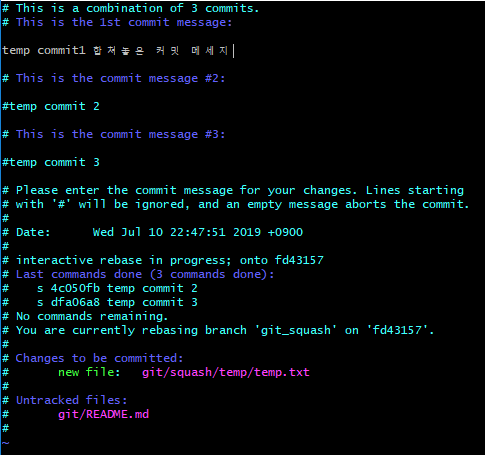 # This is a combination of 3 commits.
# This is the 1st commit message:
temp commit1 합쳐놓은 커밋 메세지
# This is the commit message #2:
#temp commit 2
# This is the commit message #3:
#temp commit 3
# Please enter the commit message for your changes. Lines starting
# with '#' will be ignored, and an empty message aborts the commit.
#
# Date:      Wed Jul 10 22:47:51 2019 +0900
#
# interactive rebase in progress; onto fd43157
# Last commands done (3 commands done):
#    s 4c050fb temp commit 2
#    s dfa06a8 temp commit 3
# No commands remaining.
# You are currently rebasing branch 'git_squash' on 'fd43157'.
#
# Changes to be committed:
#       new file:   git/squash/temp/temp.txt
#
# Untracked files:
#       git/README.md
#
~